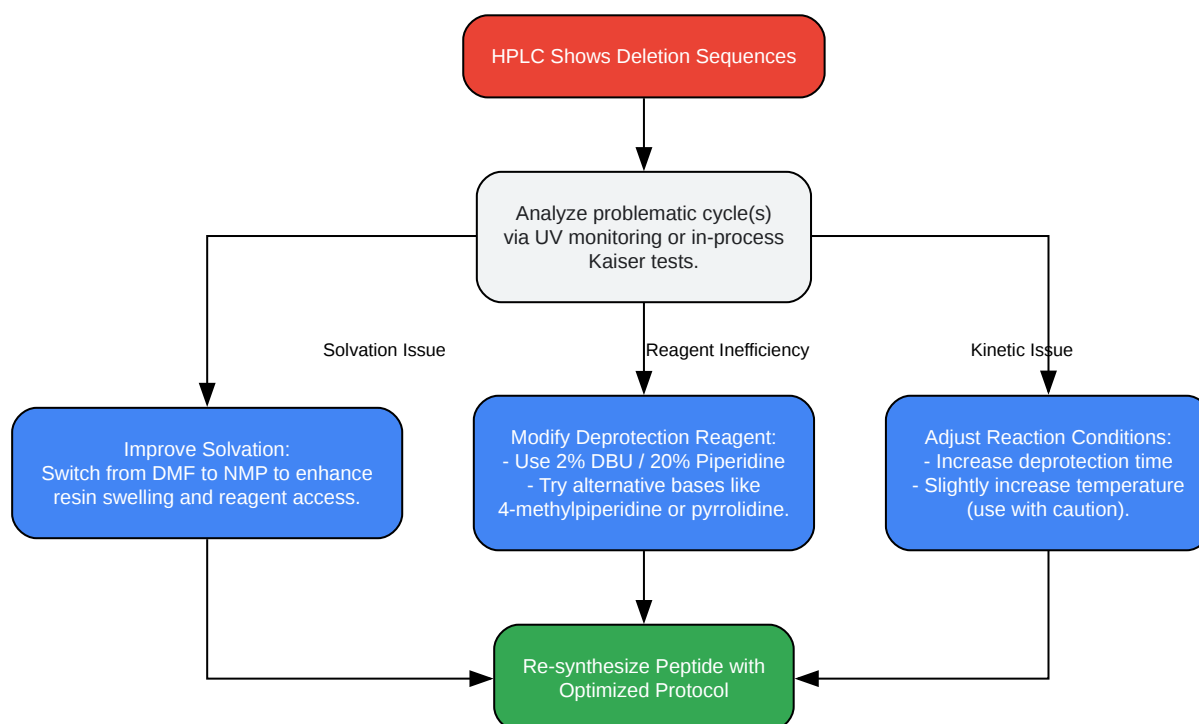 HPLC Shows Deletion Sequences
Analyze problematic cycle(s)
via UV monitoring or in-process
Kaiser tests.
Solvation Issue
Reagent Inefficiency
Kinetic Issue
Improve Solvation:
Switch from DMF to NMP to enhance
resin swelling and reagent access.
Modify Deprotection Reagent:
- Use 2% DBU / 20% Piperidine
- Try alternative bases like
4-methylpiperidine or pyrrolidine.
Adjust Reaction Conditions:
- Increase deprotection time
- Slightly increase temperature
(use with caution).
Re-synthesize Peptide with
Optimized Protocol